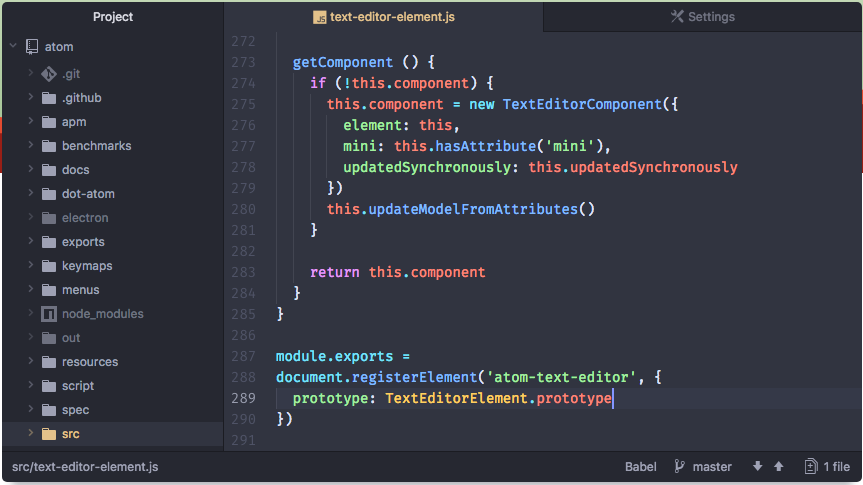 Project
text-editor-element.js
Settings
atom
.git
.github
apm
benchmarks
docs
dot-atom
electron
exports
keymaps
menus
node_modules
out
resources
script
spec
src
272
273 getComponent () {
274 if (!this.component) {
275 this.component = new TextEditorComponent({
276 element: this,
277 mini: this.hasAttribute('mini'),
278 updatedSynchronously: this.updatedSynchronously
279 })
280 this.updateModelFromAttributes()
281 }
282
283 return this.component
284 }
285 }
286
287 module.exports =
288 document.registerElement('atom-text-editor', {
289 prototype: TextEditorElement.prototype
290 })
291
src/text-editor-element.js
Babel
master
1 file